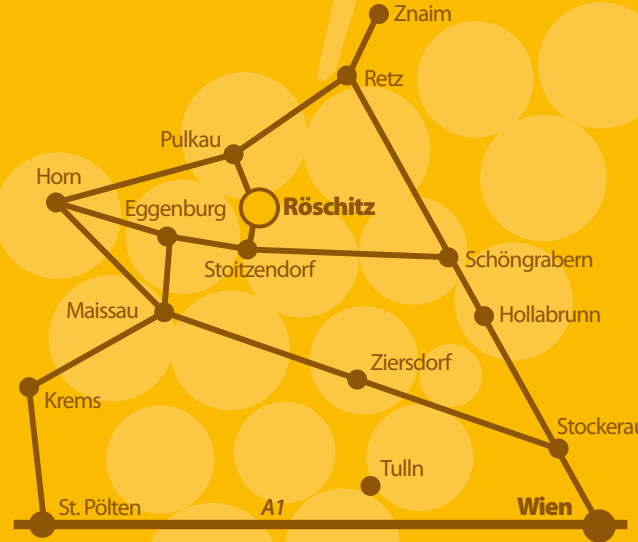 Znaim
Retz
Pulkau
Horn
Eggenburg
Röschitz
Stoitzendorf
Schöngrabern
Maissau
Hollabrunn
Ziersdorf
Krems
Stockerau
Tulln
St. Pölten
A1
Wien